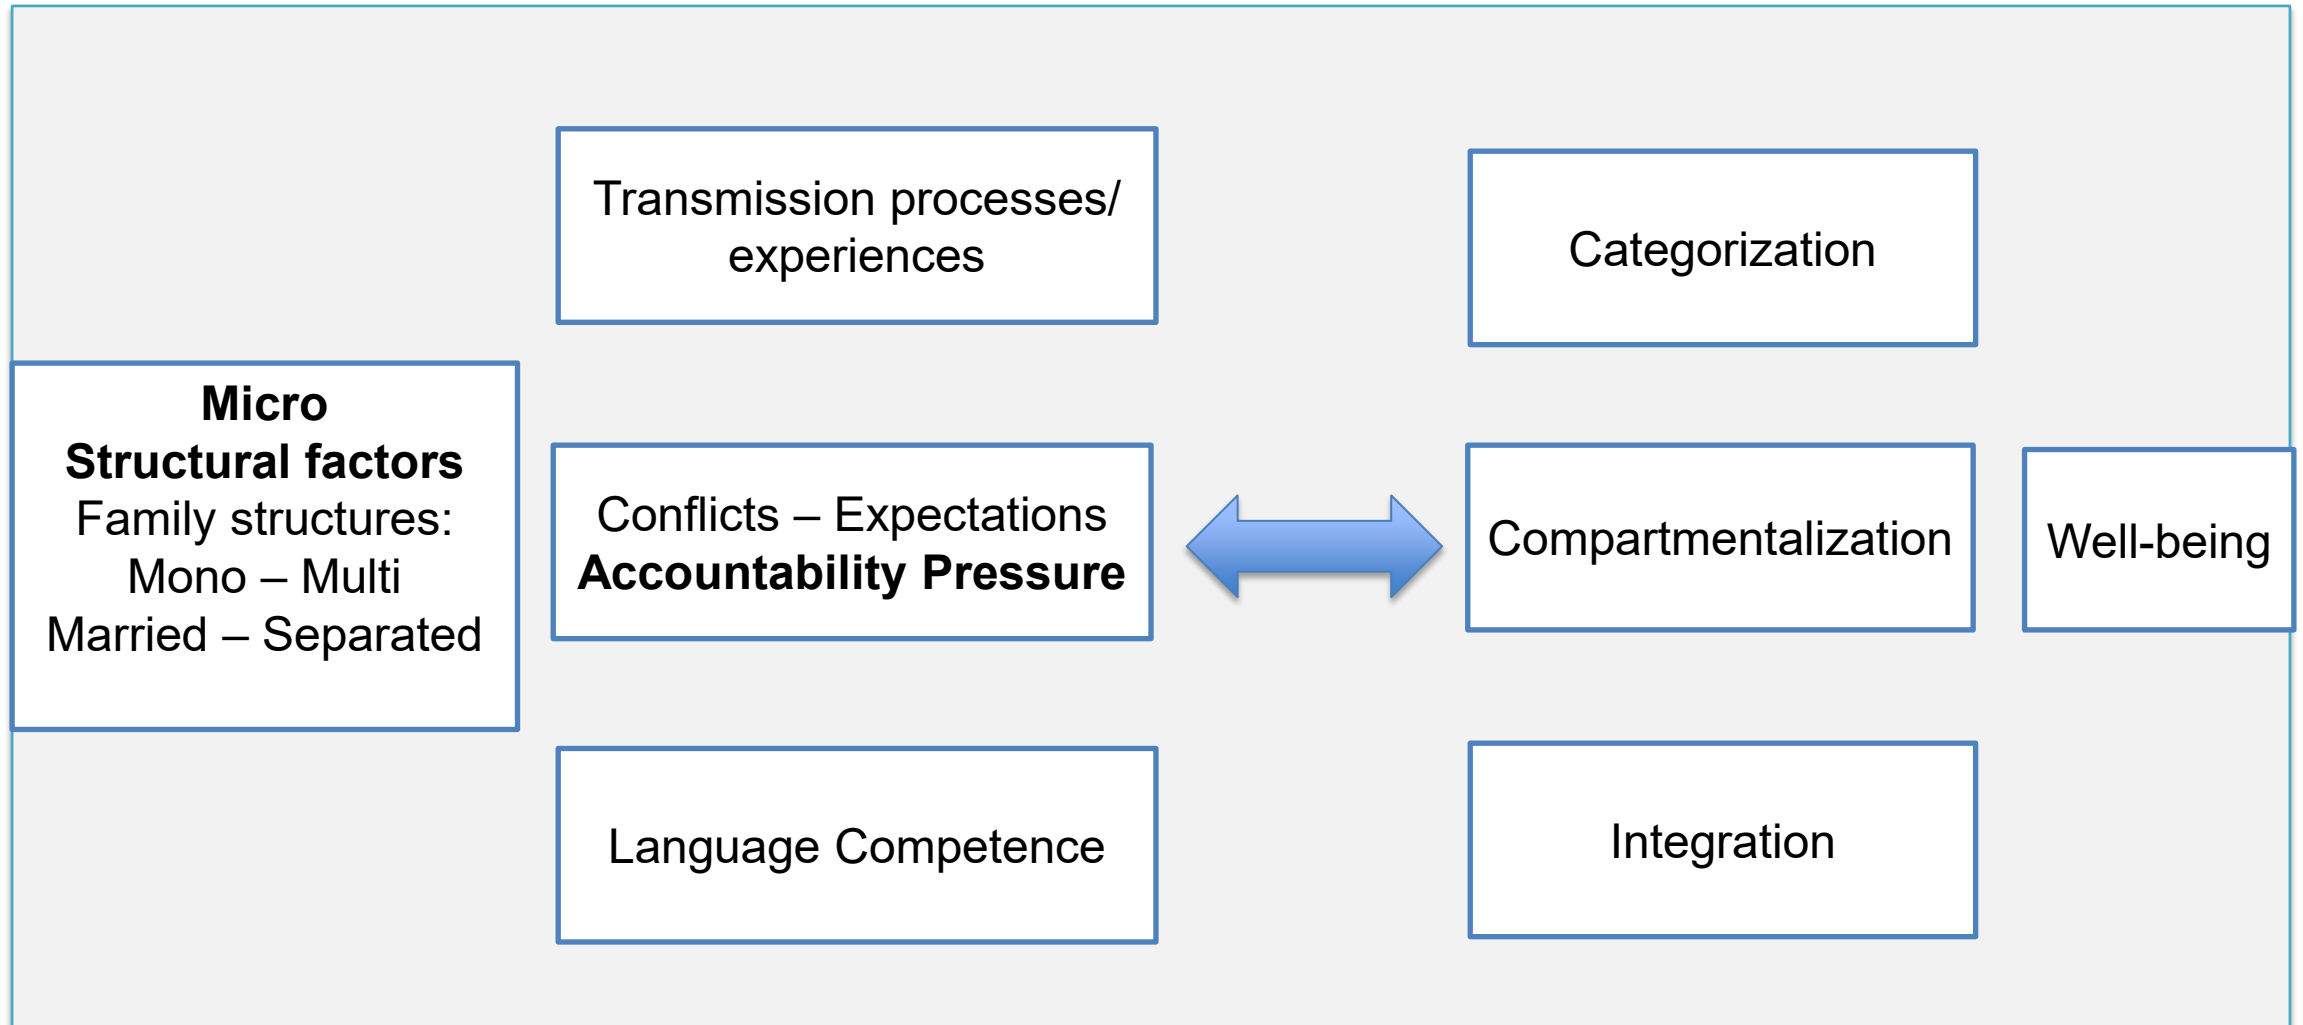 Transmission processes/
experiences
Categorization
Micro
Structural factors
Family structures:
Mono – Multi
Married – Separated
Conflicts – Expectations
Accountability Pressure
Compartmentalization
Well-being
Language Competence
Integration